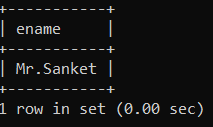 +-----------+
| ename     |
+-----------+
| Mr.Sanket |
+-----------+
1 row in set (0.00 sec)